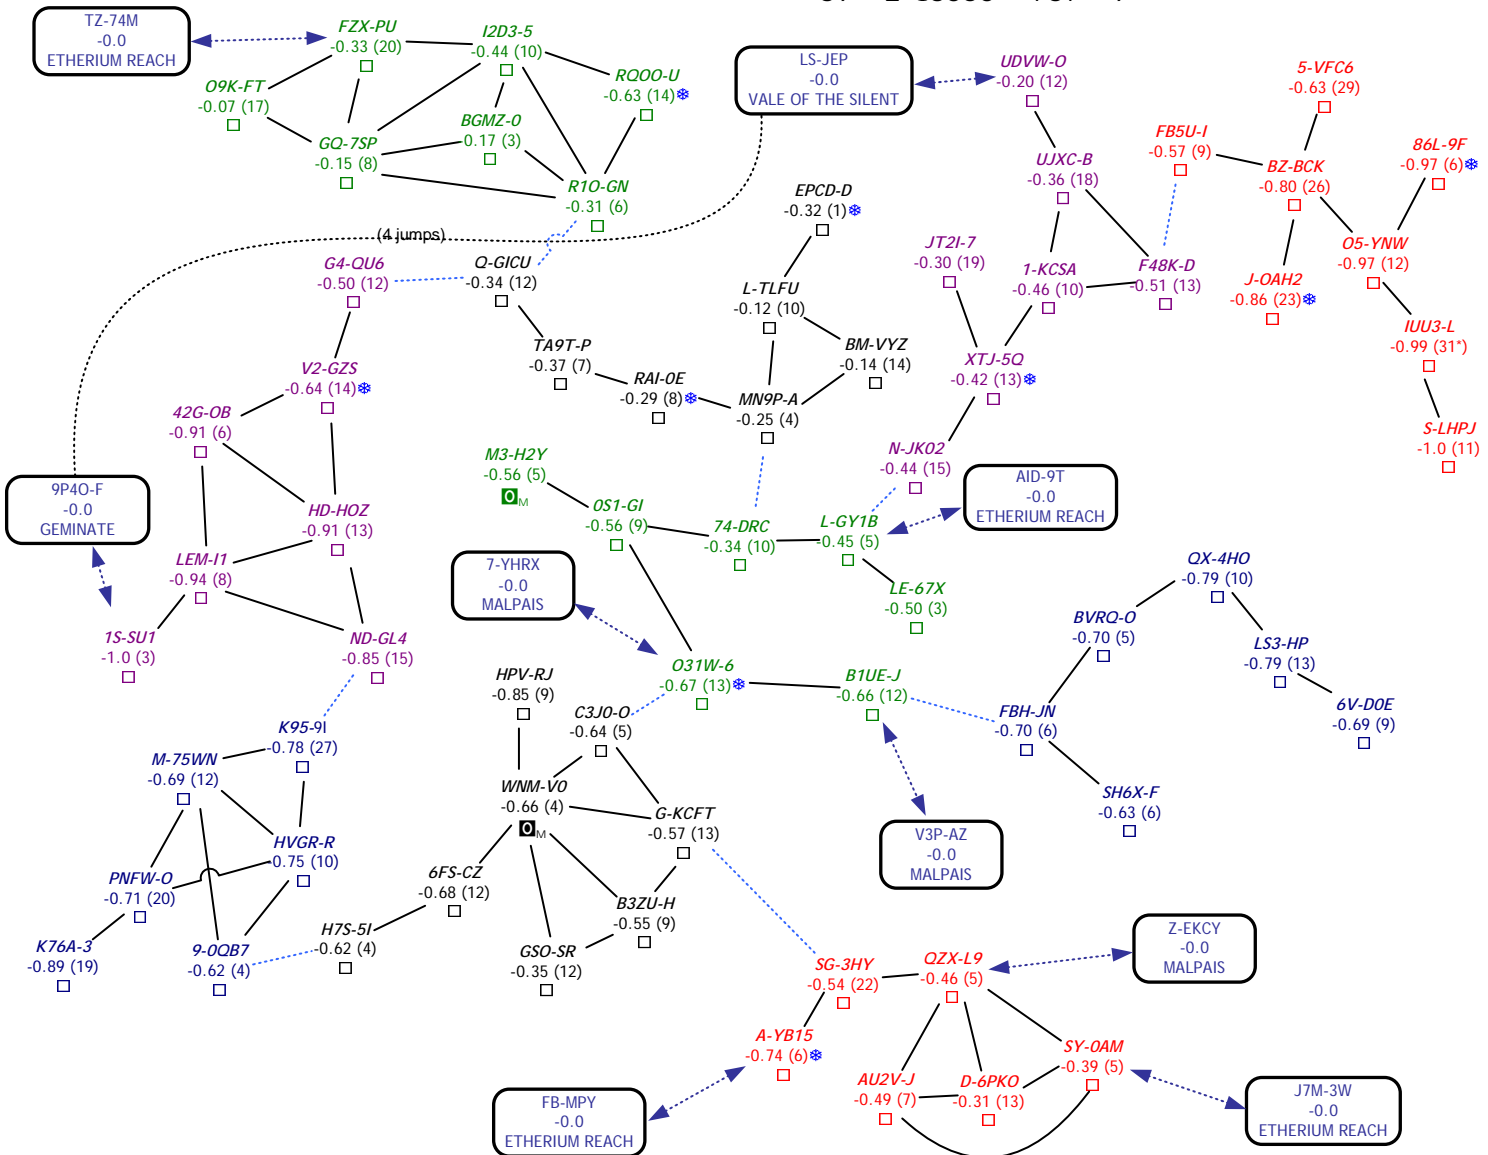 TZ-74M
-0.0
ETHERIUM REACH
FZX-PU
-0.33 (20)
I2D3-5
-0.44 (10)
RQOO-U
-0.63 (14)
O9K-FT
-0.07 (17)
GQ-7SP
-0.15 (8)
BGMZ-0
0.17 (3)
R1O-GN
-0.31 (6)
LS-JEP
-0.0
VALE OF THE SILENT
UDVW-O
-0.20 (12)
5-VFC6
-0.63 (29)
FB5U-I
-0.57 (9)
UJXC-B
-0.36 (18)
BZ-BCK
-0.80 (26)
86L-9F
-0.97 (6)
EPCD-D
-0.32 (1)
(4 jumps)
G4-QU6
-0.50 (12)
Q-GICU
-0.34 (12)
L-TLFU
-0.12 (10)
JT2I-7
-0.30 (19)
1-KCSA
-0.46 (10)
F48K-D
-0.51 (13)
O5-YNW
-0.97 (12)
J-OAH2
-0.86 (23)
IUU3-L
-0.99 (31*)
TA9T-P
-0.37 (7)
BM-VYZ
-0.14 (14)
XTJ-5Q
-0.42 (13)
V2-GZS
-0.64 (14)
RAI-0E
-0.29 (8)
MN9P-A
-0.25 (4)
42G-OB
-0.91 (6)
S-LHPJ
-1.0 (11)
M3-H2Y
-0.56 (5)
O M
N-JK02
-0.44 (15)
9P4O-F
-0.0
GEMINATE
AID-9T
-0.0
ETHERIUM REACH
HD-HOZ
-0.91 (13)
0S1-GI
-0.56 (9)
74-DRC
-0.34 (10)
L-GY1B
-0.45 (5)
LEM-I1
-0.94 (8)
7-YHRX
-0.0
MALPAIS
LE-67X
-0.50 (3)
QX-4HO
-0.79 (10)
BVRQ-O
-0.70 (5)
LS3-HP
-0.79 (13)
1S-SU1
-1.0 (3)
ND-GL4
-0.85 (15)
HPV-RJ
-0.85 (9)
O31W-6
-0.67 (13)
B1UE-J
-0.66 (12)
6V-D0E
-0.69 (9)
C3J0-O
-0.64 (5)
FBH-JN
-0.70 (6)
K95-9I
-0.78 (27)
M-75WN
-0.69 (12)
WNM-V0
-0.66 (4)
O M
G-KCFT
-0.57 (13)
SH6X-F
-0.63 (6)
V3P-AZ
-0.0
MALPAIS
HVGR-R
-0.75 (10)
PNFW-O
-0.71 (20)
6FS-CZ
-0.68 (12)
B3ZU-H
-0.55 (9)
K76A-3
-0.89 (19)
9-0QB7
-0.62 (4)
H7S-5I
-0.62 (4)
GSO-SR
-0.35 (12)
SG-3HY
-0.54 (22)
QZX-L9
-0.46 (5)
Z-EKCY
-0.0
MALPAIS
A-YB15
-0.74 (6)
SY-0AM
-0.39 (5)
AU2V-J
-0.49 (7)
D-6PKO
-0.31 (13)
FB-MPY
-0.0
ETHERIUM REACH
J7M-3W
-0.0
ETHERIUM REACH